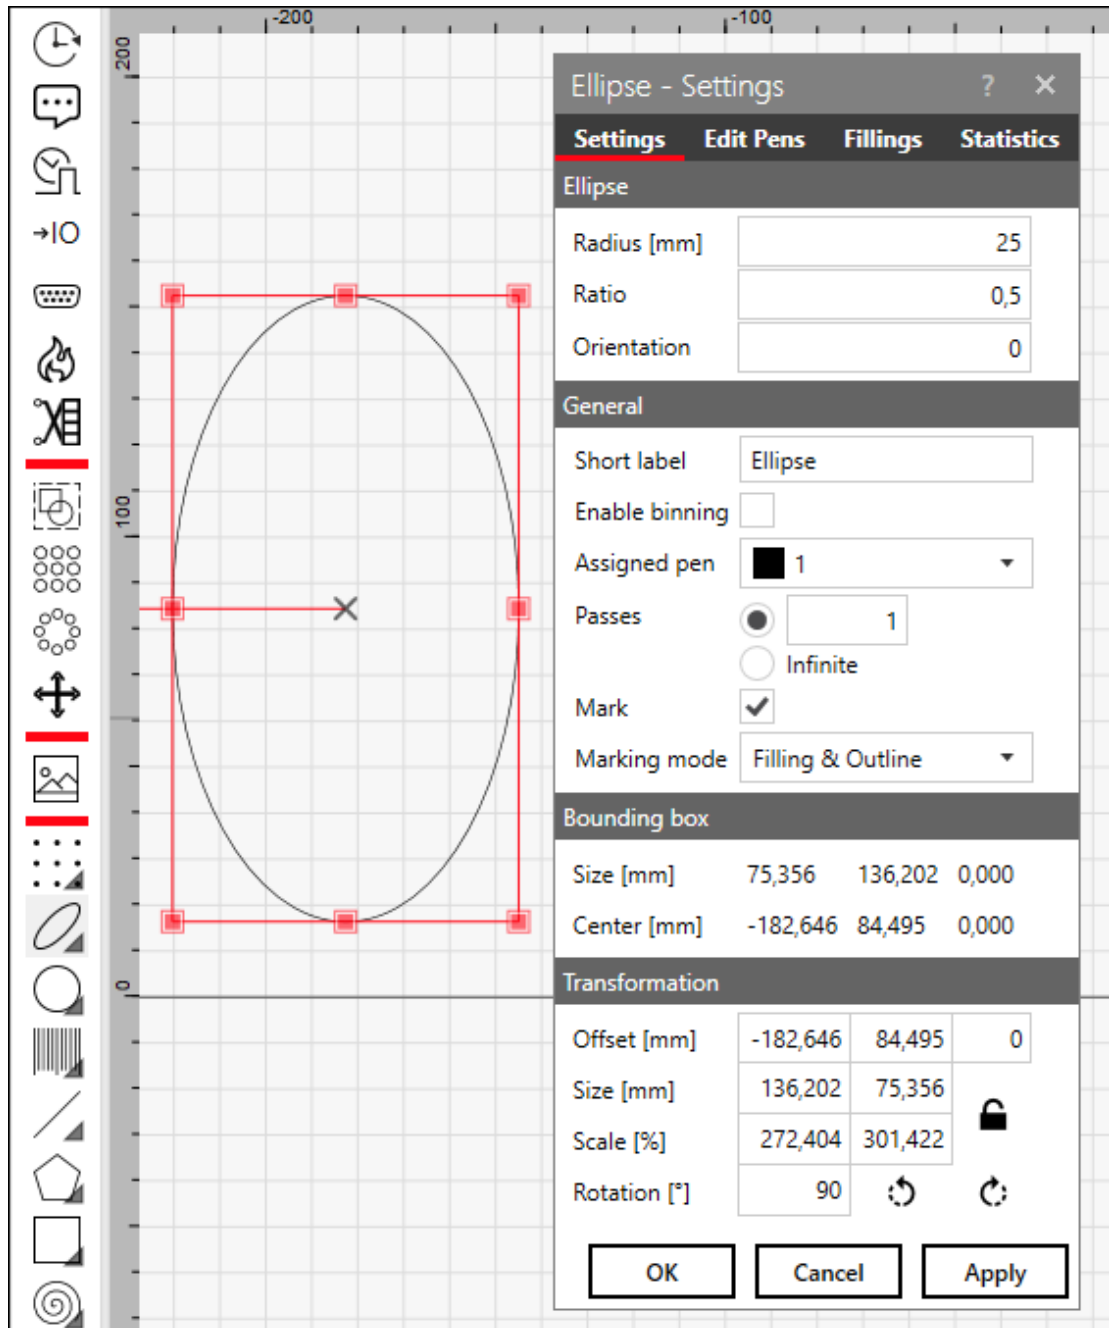 -200 -100
200
Ellipse - Settings ? ×
Settings Edit Pens Fillings Statistics
Ellipse
Radius [mm] 25
→IO
Ratio 0,5
Orientation 0
General
Short label Ellipse
Enable binning
100
Assigned pen 1
Passes 1
Infinite
Mark
Marking mode Filling & Outline
Bounding box
Size [mm] 75,356 136,202 0,000
Center [mm] -182,646 84,495 0,000
Transformation
0
Offset [mm] -182,646 84,495 0
Size [mm] 136,202 75,356
Scale [%] 272,404 301,422
Rotation [°] 90
OK Cancel Apply